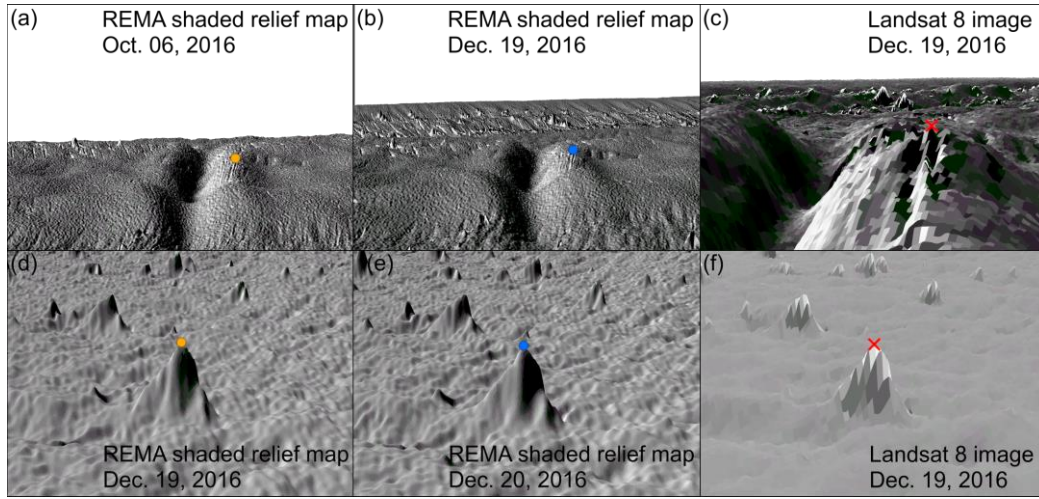 (a)
REMA shaded relief map
Oct. 06, 2016
(b)
REMA shaded relief map
Dec. 19, 2016
(c)
Landsat 8 image
Dec. 19, 2016
(d)
REMA shaded relief map
Dec. 19, 2016
(e)
REMA shaded relief map
Dec. 20, 2016
(f)
Landsat 8 image
Dec. 19, 2016